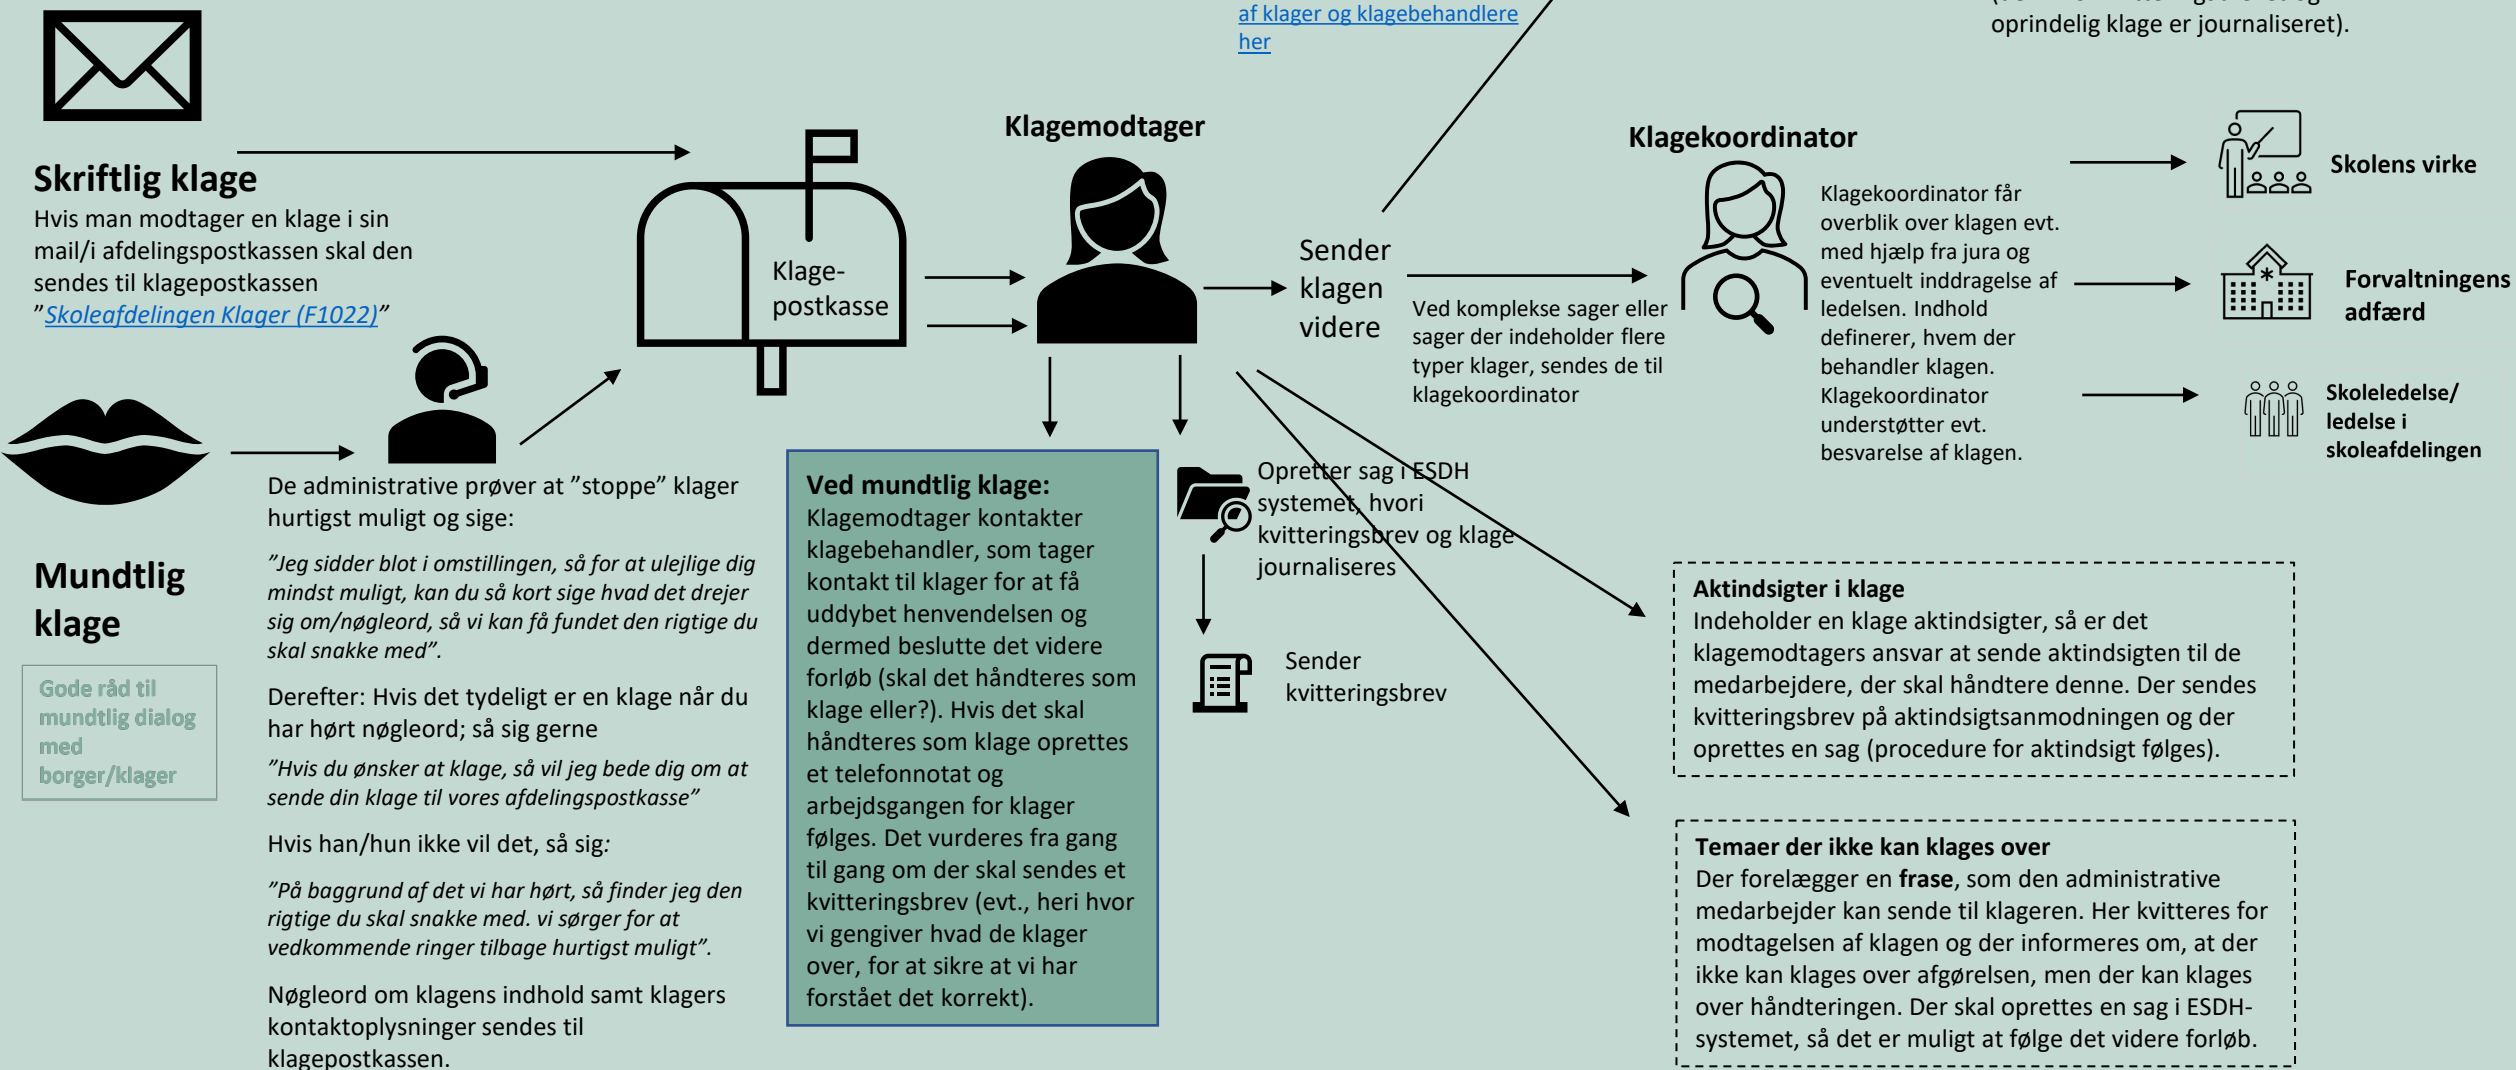 af klager og klagebehandlere
her
oprindelig klage er journaliseret).
Skriftlig klage
Hvis man modtager en klage i sin
mail/i afdelingspostkassen skal den
sendes til klagepostkassen
”Skoleafdelingen Klager (F1022)”
Klage-
postkasse
Klagemodtager
Sender
klagen
videre
Ved komplekse sager eller
sager der indeholder flere
typer klager, sendes de til
klagekoordinator
Klagekoordinator
Klagekoordinator får
overblik over klagen evt.
med hjælp fra jura og
eventuelt inddragelse af
ledelsen. Indhold
definerer, hvem der
behandler klagen.
Klagekoordinator
understøtter evt.
besvarelse af klagen.
Skolens virke
Forvaltningens
adfærd
Skoleledelse/
ledelse i
skoleafdelingen
Mundtlig
klage
Gode råd til
mundtlig dialog
med
borger/klager
De administrative prøver at ”stoppe” klager
hurtigst muligt og sige:
”Jeg sidder blot i omstillingen, så for at ulejlige dig
mindst muligt, kan du så kort sige hvad det drejer
sig om/nøgleord, så vi kan få fundet den rigtige du
skal snakke med”.
Derefter: Hvis det tydeligt er en klage når du
har hørt nøgleord; så sig gerne
”Hvis du ønsker at klage, så vil jeg bede dig om at
sende din klage til vores afdelingspostkasse”
Hvis han/hun ikke vil det, så sig:
”På baggrund af det vi har hørt, så finder jeg den
rigtige du skal snakke med. vi sørger for at
vedkommende ringer tilbage hurtigst muligt”.
Nøgleord om klagens indhold samt klagers
kontaktoplysninger sendes til
klagepostkassen.
Ved mundtlig klage:
Klagemodtager kontakter
klagebehandler, som tager
kontakt til klager for at få
uddybet henvendelsen og
dermed beslutte det videre
forløb (skal det håndteres som
klage eller?). Hvis det skal
håndteres som klage oprettes
et telefonnotat og
arbejdsgangen for klager
følges. Det vurderes fra gang
til gang om der skal sendes et
kvitteringsbrev (evt., heri hvor
vi gengiver hvad de klager
over, for at sikre at vi har
forstået det korrekt).
Opretter sag i ESDH
systemet, hvori
kvitteringsbrev og klage
journaliseres
Sender
kvitteringsbrev
Aktindsigter i klage
Indeholder en klage aktindsigter, så er det
klagemodtagers ansvar at sende aktindsigten til de
medarbejdere, der skal håndtere denne. Der sendes
kvitteringsbrev på aktindsigtsanmodningen og der
oprettes en sag (procedure for aktindsigt følges).
Temaer der ikke kan klages over
Der forelægger en frase, som den administrative
medarbejder kan sende til klageren. Her kvitteres for
modtagelsen af klagen og der informeres om, at der
ikke kan klages over afgørelsen, men der kan klages
over håndteringen. Der skal oprettes en sag i ESDH-
systemet, så det er muligt at følge det videre forløb.